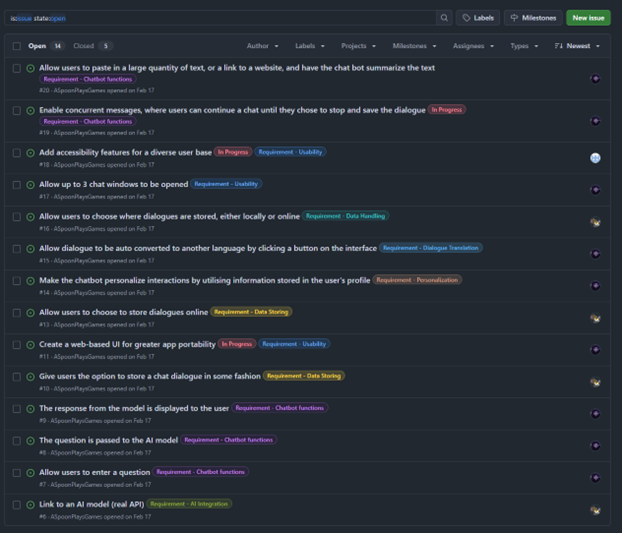 is:issue state:open
Labels
Milestones
New issue
Open 14 Closed 5 Author Labels Projects Milestones Assignees Types Newest
Allow users to paste in a large quantity of text, or a link to a website, and have the chat bot summarize the text
Requirement - Chatbot functions
#20 · ASpoonPlaysGames opened on Feb 17
Enable concurrent messages, where users can continue a chat until they chose to stop and save the dialogue In Progress
Requirement - Chatbot functions
#19 · ASpoonPlaysGames opened on Feb 17
Add accessibility features for a diverse user base In Progress Requirement - Usability
#18 · ASpoonPlaysGames opened on Feb 17
Allow up to 3 chat windows to be opened Requirement - Usability
#17 · ASpoonPlaysGames opened on Feb 17
Allow users to choose where dialogues are stored, either locally or online Requirement - Data Handling
#16 · ASpoonPlaysGames opened on Feb 17
Allow dialogue to be auto converted to another language by clicking a button on the interface Requirement - Dialogue Translation
#15 · ASpoonPlaysGames opened on Feb 17
Make the chatbot personalize interactions by utilising information stored in the user's profile Requirement - Personalization
#14 · ASpoonPlaysGames opened on Feb 17
Allow users to choose to store dialogues online Requirement - Data Storing
#13 · ASpoonPlaysGames opened on Feb 17
Create a web-based UI for greater app portability In Progress Requirement - Usability
#11 · ASpoonPlaysGames opened on Feb 17
Give users the option to store a chat dialogue in some fashion Requirement - Data Storing
#10 · ASpoonPlaysGames opened on Feb 17
The response from the model is displayed to the user Requirement - Chatbot functions
#9 · ASpoonPlaysGames opened on Feb 17
The question is passed to the AI model Requirement - Chatbot functions
#8 · ASpoonPlaysGames opened on Feb 17
Allow users to enter a question Requirement - Chatbot functions
#7 · ASpoonPlaysGames opened on Feb 17
Link to an AI model (real API) Requirement - AI Integration
#6 · ASpoonPlaysGames opened on Feb 17